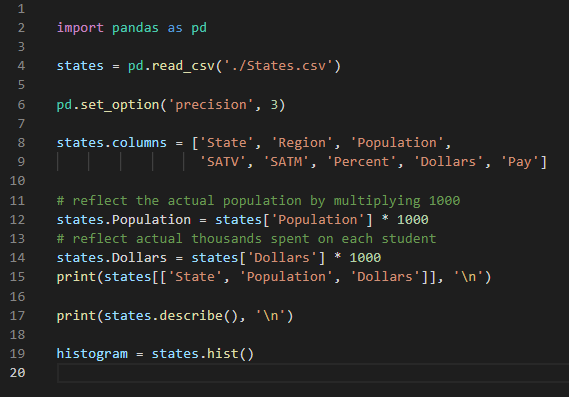 1
2 import pandas as pd
3
4 states = pd.read_csv('./States.csv')
5
6 pd.set_option('precision', 3)
7
8 states.columns = ['State', 'Region', 'Population',
9                   'SATV', 'SATM', 'Percent', 'Dollars', 'Pay']
10
11 # reflect the actual population by multiplying 1000
12 states.Population = states['Population'] * 1000
13 # reflect actual thousands spent on each student
14 states.Dollars = states['Dollars'] * 1000
15 print(states[['State', 'Population', 'Dollars']], '\n')
16
17 print(states.describe(), '\n')
18
19 histogram = states.hist()
20